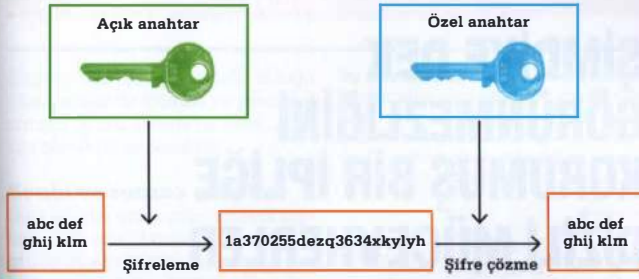 Açık anahtar
Özel anahtar
abc def
ghij klm
Şifreleme
1a370255dezq3634xkylyh
Şifre çözme
abc def
ghij klm